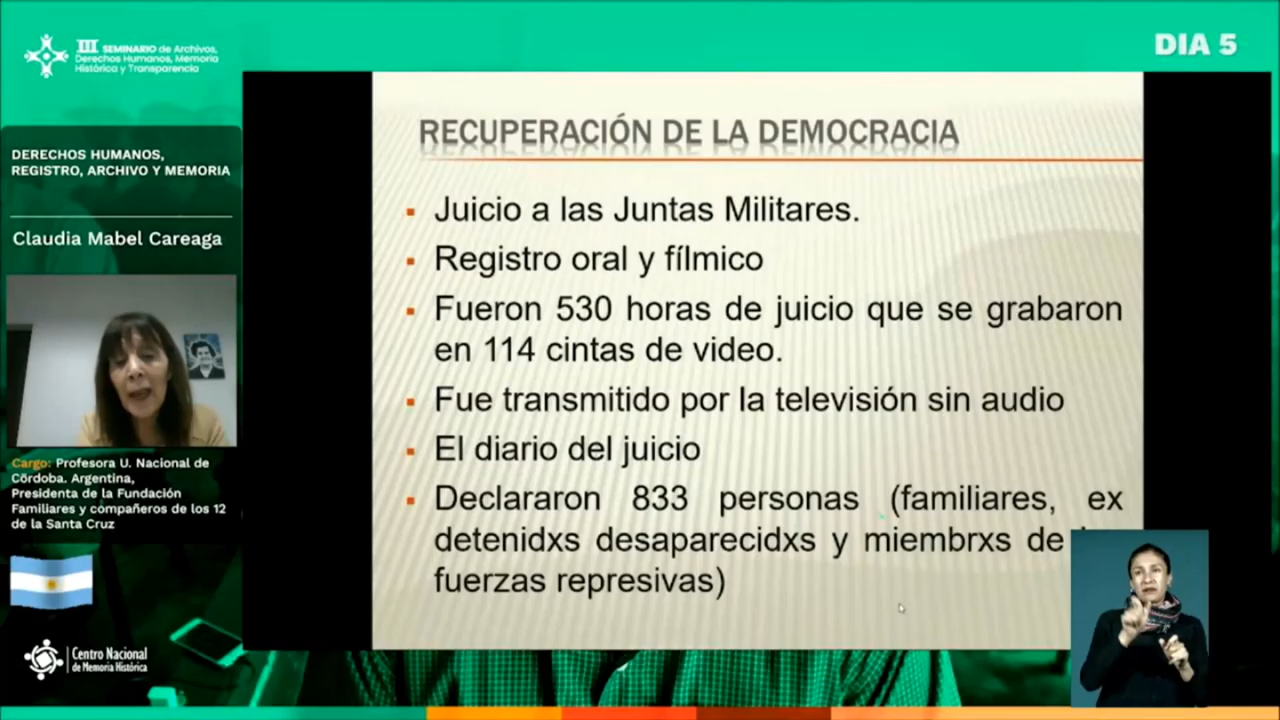 III SEMINARIO de Archivos,
Derechos Humanos, Memoria
Histórica y Transparencia
DIA 5
DERECHOS HUMANOS,
REGISTRO, ARCHIVO Y MEMORIA
Claudia Mabel Careaga
Cargo: Profesora U. Nacional de
Córdoba. Argentina,
Presidenta de la Fundación
Familiares y compañeros de los 12
de la Santa Cruz
Centro Nacional
de Memoria Histórica
RECUPERACIÓN DE LA DEMOCRACIA
Juicio a las Juntas Militares.
Registro oral y fílmico
Fueron 530 horas de juicio que se grabaron
en 114 cintas de video.
Fue transmitido por la televisión sin audio
El diario del juicio
Declararon 833 personas (familiares, ex
detenidxs desaparecidxs y miembrxs de
fuerzas represivas)